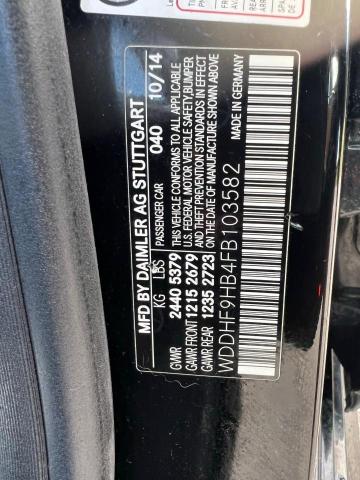 MFD BY DAIMLER AG STUTTGART 10/14
PASSENGER CAR 040
KG LBS
GVWR 2440 5379
GAWR FRONT 1215 2679
GAWR REAR 1235 2723
THIS VEHICLE CONFORMS TO ALL APPLICABLE
U.S. FEDERAL MOTOR VEHICLE SAFETY,BUMPER
AND THEFT PREVENTION STANDARDS IN EFFECT
ON THE DATE OF MANUFACTURE SHOWN ABOVE
WDDHF9HB4FB103582
MADE IN GERMANY